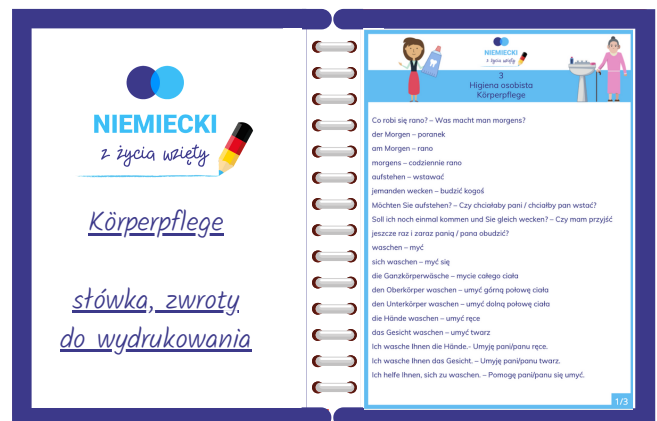 NIEMIECKI
z życia wzięty
Körperpflege
słówka, zwroty
do wydrukowania
NIEMIECKI
z życia wzięty
3
Higiena osobista
Körperpflege
Co robi się rano? – Was macht man morgens?
der Morgen – poranek
am Morgen – rano
morgens – codziennie rano
aufstehen – wstawać
jemanden wecken – budzić kogoś
Möchten Sie aufstehen? – Czy chciałaby pani / chciałby pan wstać?
Soll ich noch einmal kommen und Sie gleich wecken? – Czy mam przyjść
jeszcze raz i zaraz panią / pana obudzić?
waschen – myć
sich waschen – myć się
die Ganzkörperwäsche – mycie całego ciała
den Oberkörper waschen – umyć górną połowę ciała
den Unterkörper waschen – umyć dolną połowę ciała
die Hände waschen – umyć ręce
das Gesicht waschen – umyć twarz
Ich wasche Ihnen die Hände.- Umyję pani/panu ręce.
Ich wasche Ihnen das Gesicht. – Umyję pani/panu twarz.
Ich helfe Ihnen, sich zu waschen. – Pomogę pani/panu się umyć.
1/3